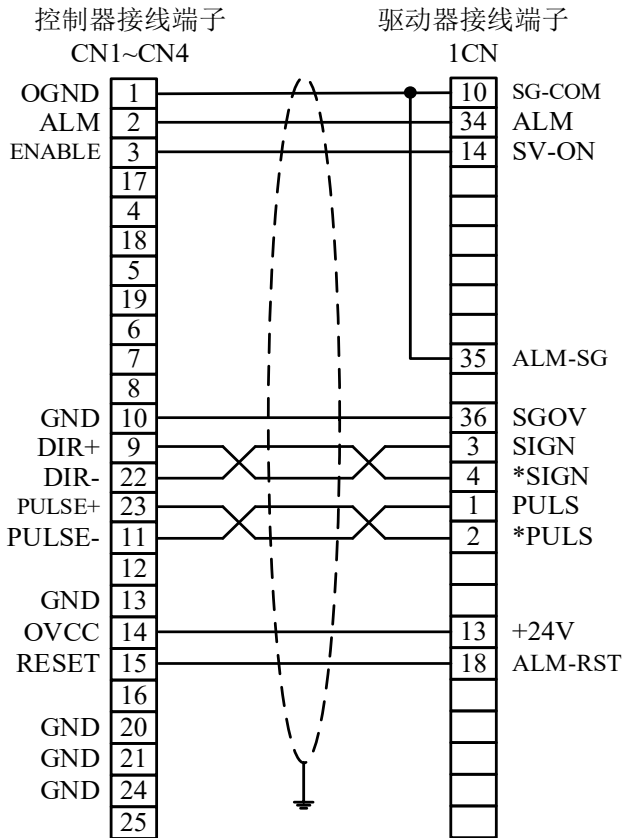 控制器接线端子 驱动器接线端子
CN1~CN4 1CN
OGND 1 10 SG-COM
ALM 2 34 ALM
ENABLE 3 14 SV-ON
17
4
18
5
19
6
7 35 ALM-SG
8
GND 10 36 SGOV
DIR+ 9 3 SIGN
DIR- 22 4 *SIGN
PULSE+ 23 1 PULS
PULSE- 11 2 *PULS
12
GND 13
OVCC 14 13 +24V
RESET 15 18 ALM-RST
16
GND 20
GND 21
GND 24
25